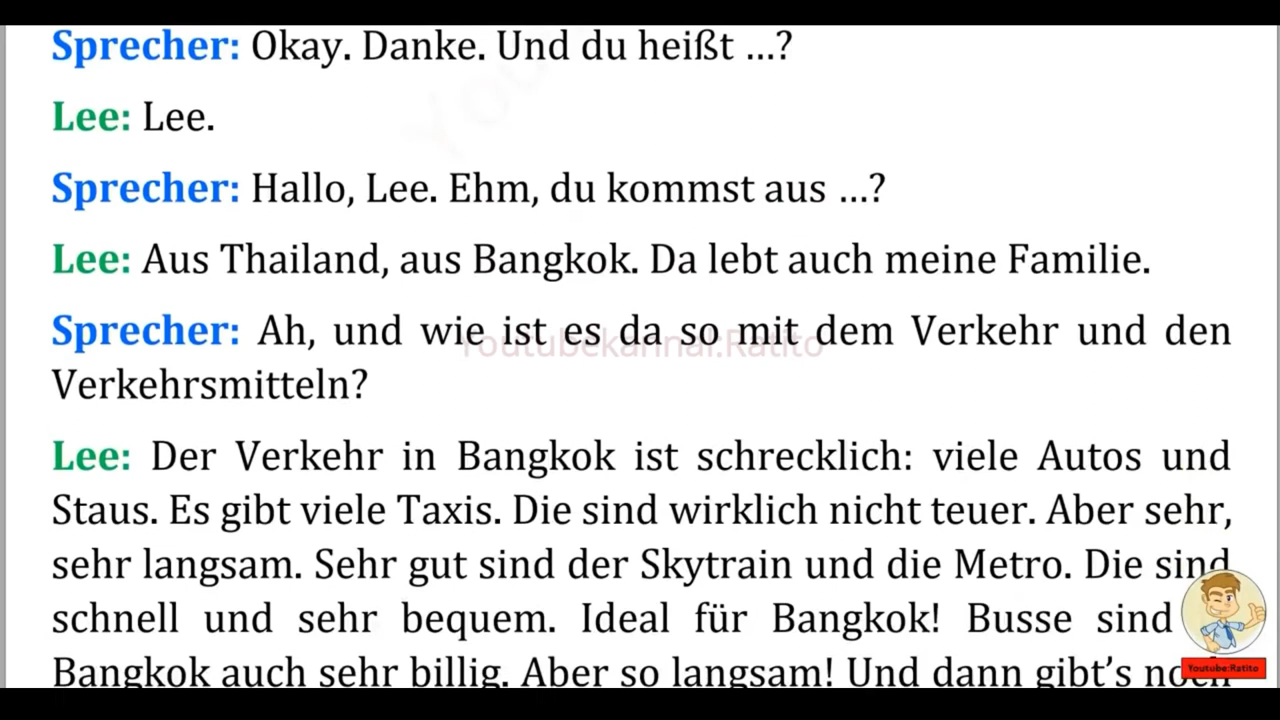 Sprecher: Okay. Danke. Und du heißt ...?
Lee: Lee.
Sprecher: Hallo, Lee. Ehm, du kommst aus ...?
Lee: Aus Thailand, aus Bangkok. Da lebt auch meine Familie.
Sprecher: Ah, und wie ist es da so mit dem Verkehr und den
Youtubekannal:Ratito
Verkehrsmitteln?
Lee: Der Verkehr in Bangkok ist schrecklich: viele Autos und
Staus. Es gibt viele Taxis. Die sind wirklich nicht teuer. Aber sehr,
sehr langsam. Sehr gut sind der Skytrain und die Metro. Die sind
schnell und sehr bequem. Ideal für Bangkok! Busse sind
Bangkok auch sehr billig. Aber so langsam! Und dann gibt’s noch
Youtube:Ratito